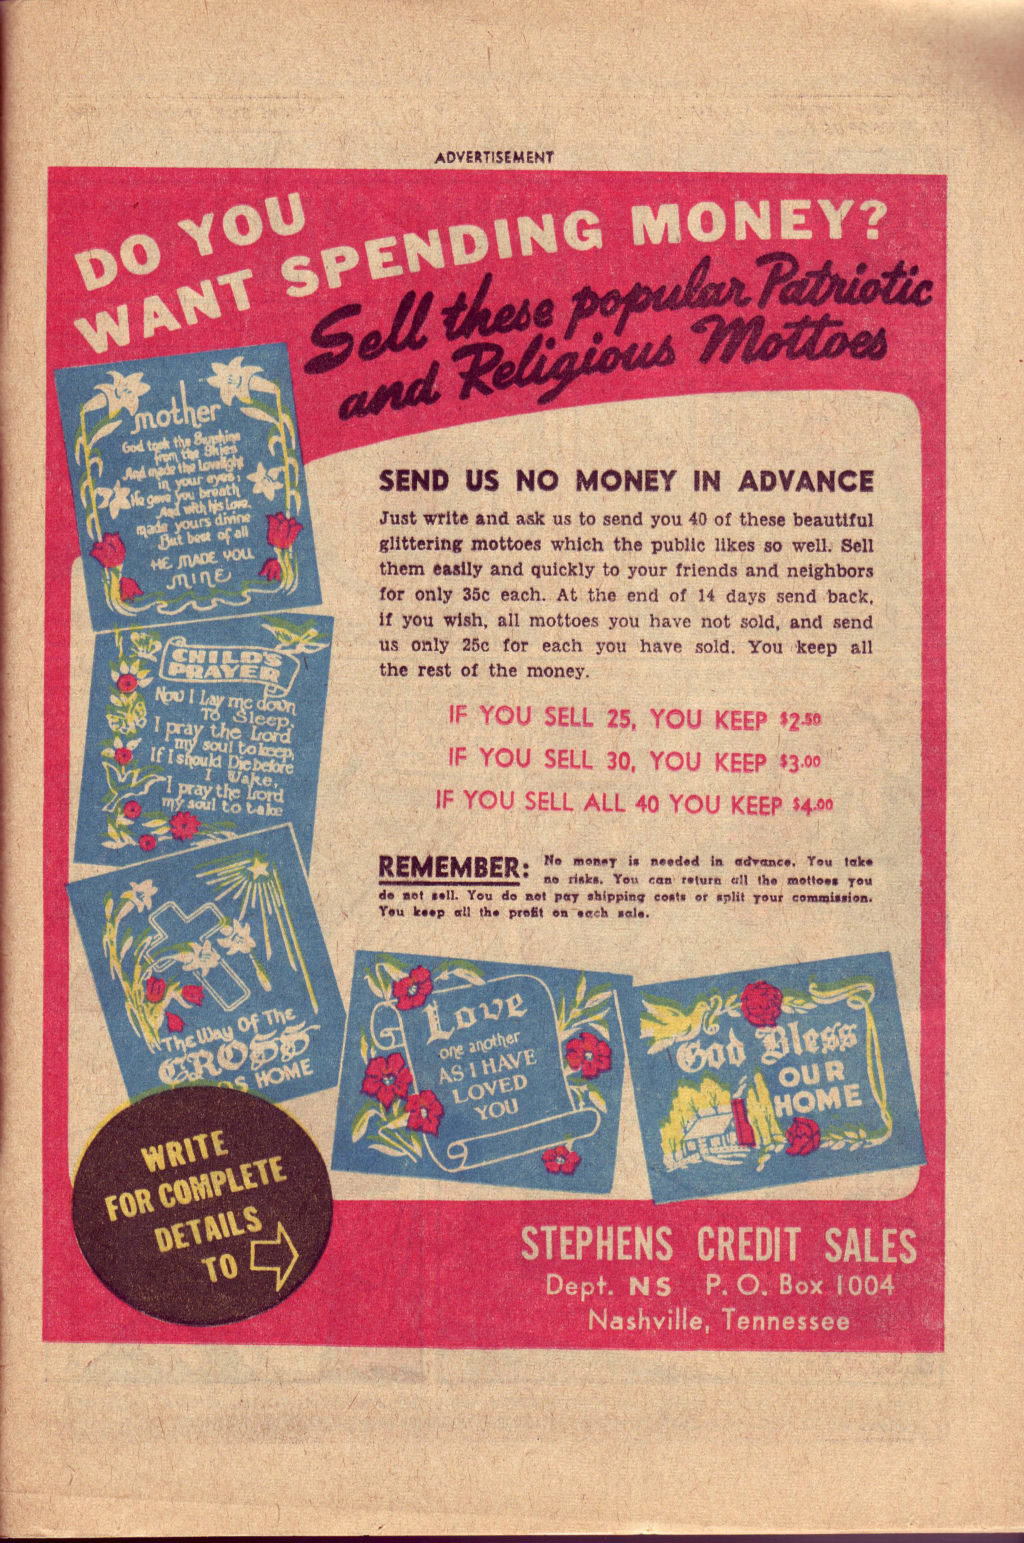 ADVERTISEMENT
DO YOU
WANT SPENDING MONEY?
Sell these popular Patriotic
and Religious Mottoes
mother
God took the Sunshine
from the Skies
And made the Lovelight
in your eyes;
He gave you breath
And with his Love,
made yours divine
But best of all
HE MADE YOU
MINE
CHILD'S
PRAYER
Now I Lay me down
To Sleep,
I pray the Lord
my soul to keep,
If I should Die before
I Wake,
I pray the Lord
my soul to take
The Way Of The
CROSS
HOME
SEND US NO MONEY IN ADVANCE
Just write and ask us to send you 40 of these beautiful
glittering mottoes which the public likes so well. Sell
them easily and quickly to your friends and neighbors
for only 35c each. At the end of 14 days send back,
if you wish, all mottoes you have not sold, and send
us only 25c for each you have sold. You keep all
the rest of the money.
IF YOU SELL 25, YOU KEEP $2.50
IF YOU SELL 30, YOU KEEP $3.00
IF YOU SELL ALL 40 YOU KEEP $4.00
REMEMBER: No money is needed in advance. You take
no risks. You can return all the mottoes you
do not sell. You do not pay shipping costs or split your commission.
You keep all the profit on each sale.
Love
one another
AS I HAVE
LOVED
YOU
God Bless
OUR
HOME
WRITE
FOR COMPLETE
DETAILS
TO
STEPHENS CREDIT SALES
Dept. NS P. O. Box 1004
Nashville, Tennessee